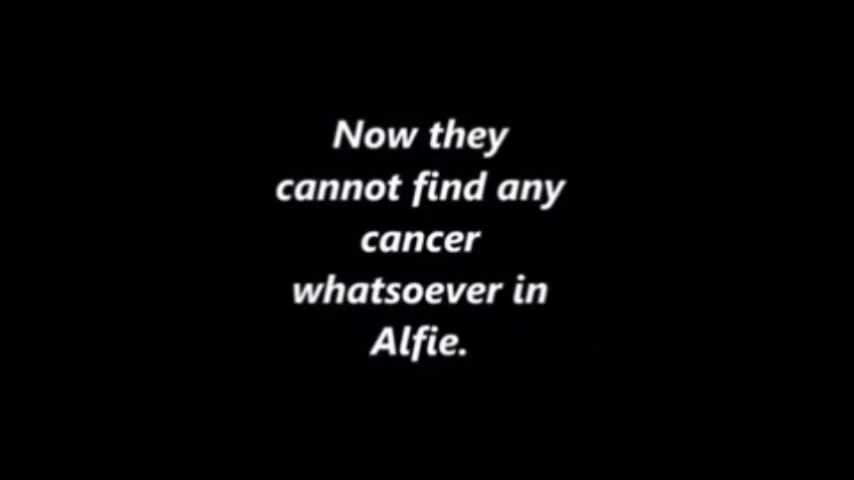 Now they
cannot find any
cancer
whatsoever in
Alfie.